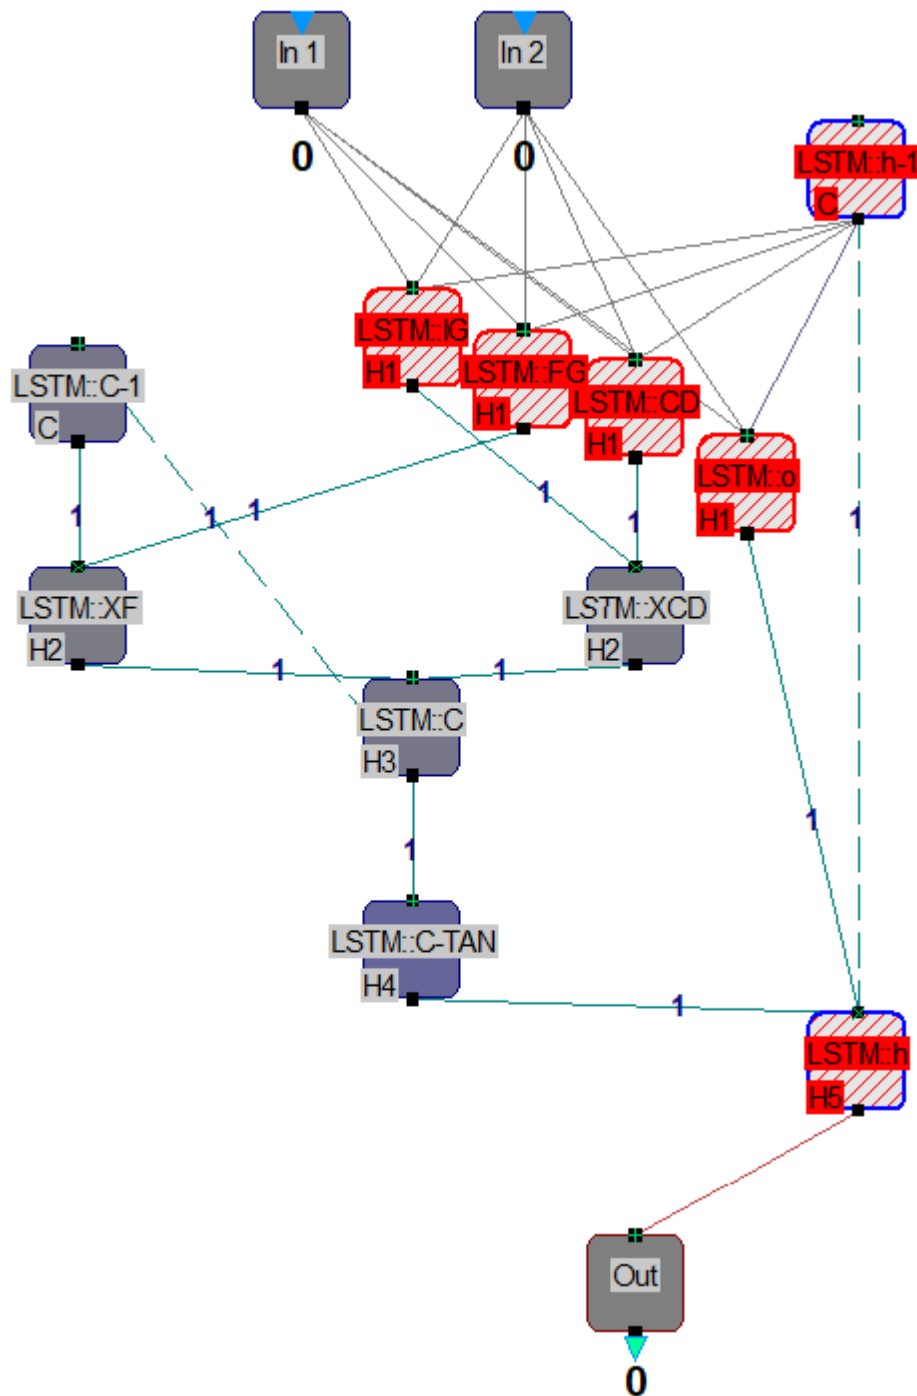 In 1
In 2
0
0
LSTM::h-1
C
LSTM::IG
H1
LSTM::FG
H1
LSTM::CD
H1
LSTM::C-1
C
LSTM::o
H1
1
1
1
1
1
1
LSTM::XF
H2
LSTM::XCD
H2
1
1
LSTM::C
H3
1
1
LSTM::C-TAN
H4
1
LSTM::h
H5
Out
0